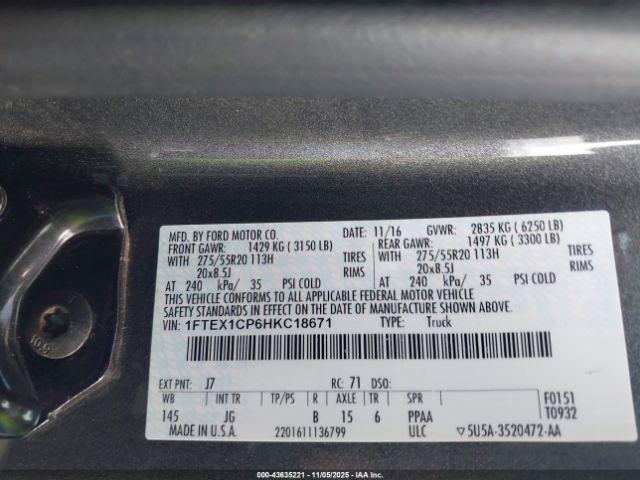 MFD. BY FORD MOTOR CO. DATE: 11/16 GVWR: 2835 KG ( 6250 LB)
FRONT GAWR: 1429 KG ( 3150 LB) REAR GAWR: 1497 KG ( 3300 LB)
WITH 275/55R20 113H TIRES WITH 275/55R20 113H TIRES
20x8.5J RIMS 20x8.5J RIMS
AT 240 kPa/ 35 PSI COLD AT 240 kPa/ 35 PSI COLD
THIS VEHICLE CONFORMS TO ALL APPLICABLE FEDERAL MOTOR VEHICLE
SAFETY STANDARDS IN EFFECT ON THE DATE OF MANUFACTURE SHOWN ABOVE.
VIN: 1FTEX1CP6HKC18671 TYPE: Truck
EXT PNT: J7 RC: 71 DSO:
WB INT TR TP/PS R AXLE TR SPR F0151
145 JG B 15 6 PPAA T0932
MADE IN U.S.A. 2201611136799 ULC ▽5U5A-3520472-AA
000-43635221 - 11/05/2025 - IAA Inc.